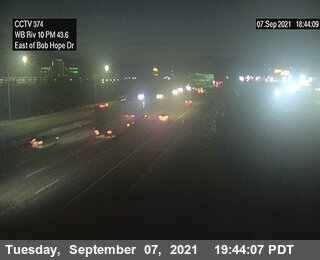 CCTV 374
WB Riv 10 PM 43.6
East of Bob Hope Dr
07.Sep 2021 18:44:09
Tuesday, September 07, 2021 19:44:07 PDT